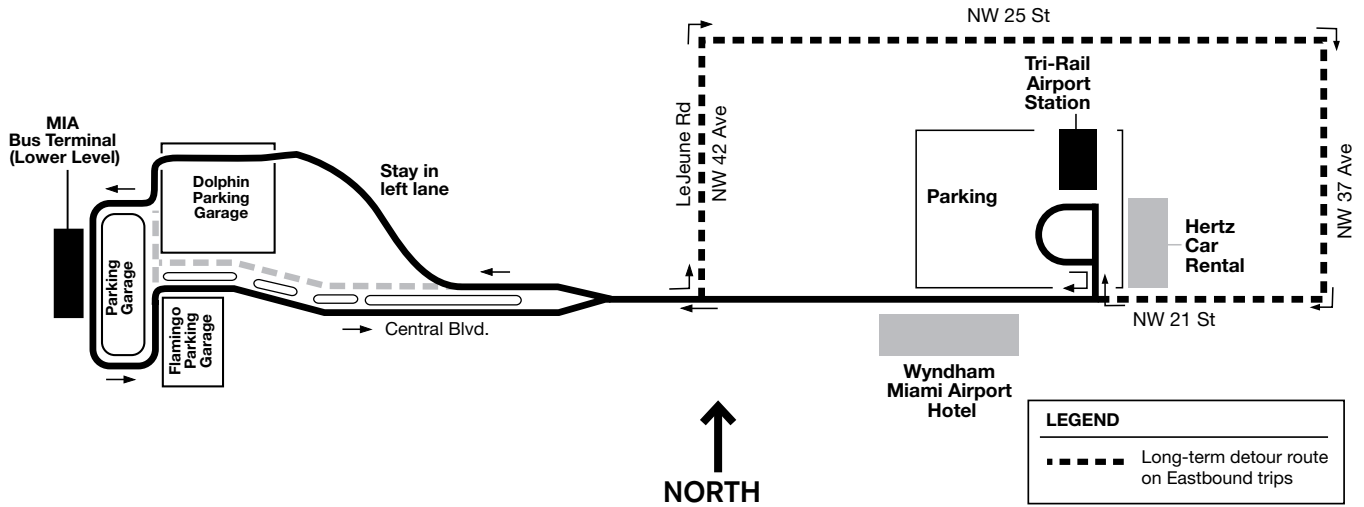 NW 25 St
Tri-Rail
Airport
Station
MIA
Bus Terminal
(Lower Level)
Dolphin
Parking
Garage
Stay in
left lane
LeJeune Rd
NW 42 Ave
Parking
NW 37 Ave
Hertz
Car
Rental
Parking
Garage
Flamingo
Parking
Garage
Central Blvd.
NW 21 St
Wyndham
Miami Airport
Hotel
NORTH
LEGEND
Long-term detour route
on Eastbound trips